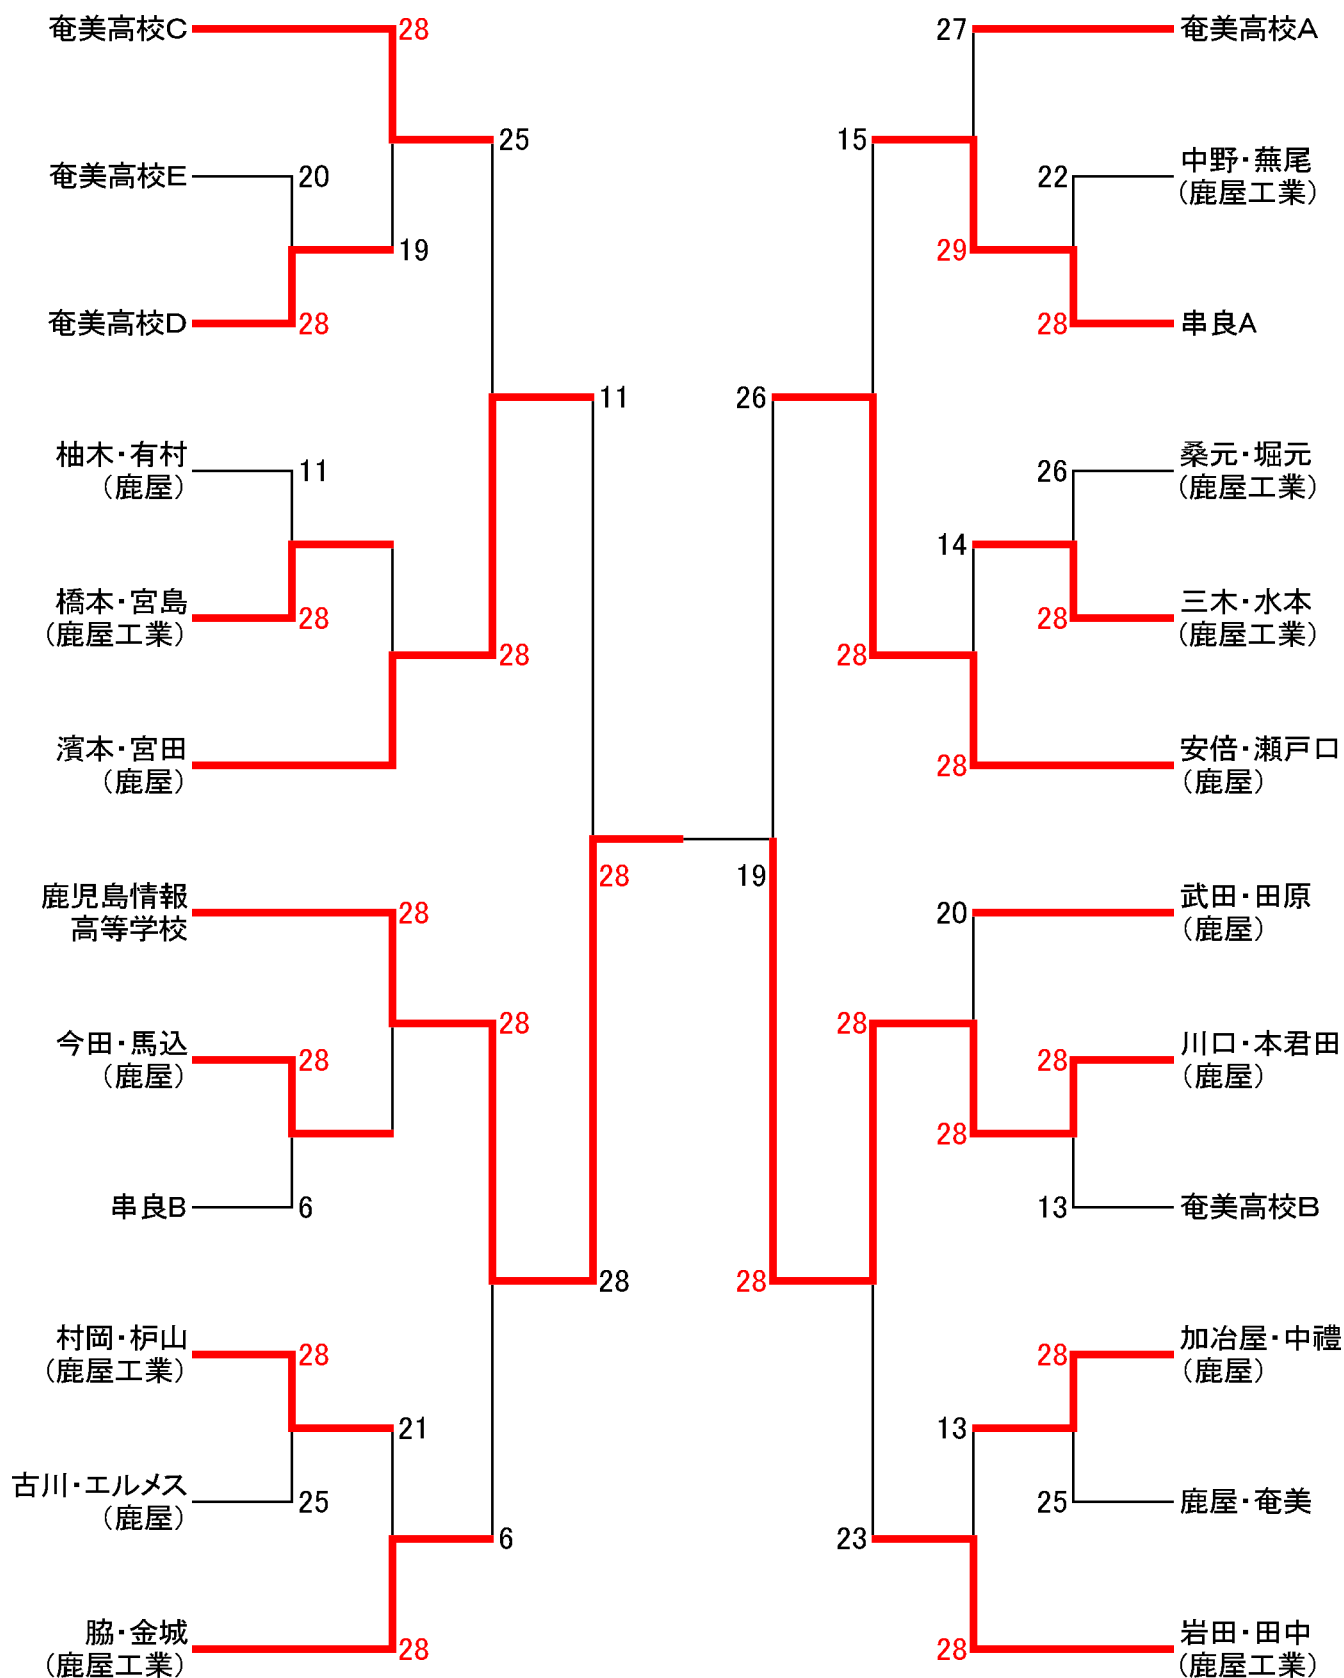 奄美高校C
28
25
奄美高校E
20
19
奄美高校D
28
11
柚木・有村
(鹿屋)
11
橋本・宮島
(鹿屋工業)
28
28
濱本・宮田
(鹿屋)
28
鹿児島情報
高等学校
28
28
今田・馬込
(鹿屋)
28
串良B
6
28
村岡・枦山
(鹿屋工業)
28
21
古川・エルメス
(鹿屋)
25
6
脇・金城
(鹿屋工業)
28
27
奄美高校A
15
22
中野・蕪尾
(鹿屋工業)
29
28
串良A
26
26
桑元・堀元
(鹿屋工業)
14
28
三木・水本
(鹿屋工業)
28
28
安倍・瀬戸口
(鹿屋)
19
20
武田・田原
(鹿屋)
28
28
川口・本君田
(鹿屋)
28
13
奄美高校B
28
28
加冶屋・中禮
(鹿屋)
13
25
鹿屋・奄美
23
28
岩田・田中
(鹿屋工業)